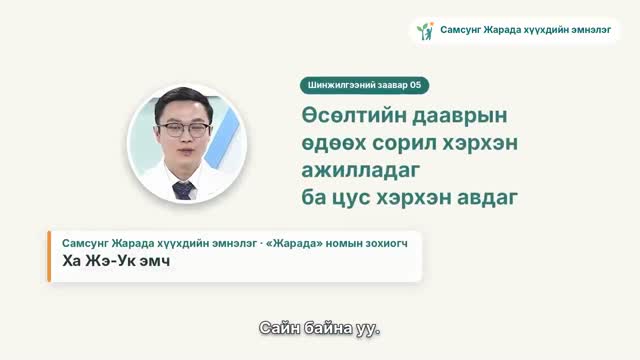 Самсунг Жарада хүүхдийн эмнэлэг
Шинжилгээний заавар 05
Өсөлтийн дааврын
өдөөх сорил хэрхэн
ажилладаг
ба цус хэрхэн авдаг
Самсунг Жарада хүүхдийн эмнэлэг · «Жарада» номын зохиогч
Ха Жэ-Ук эмч
Сайн байна уу.